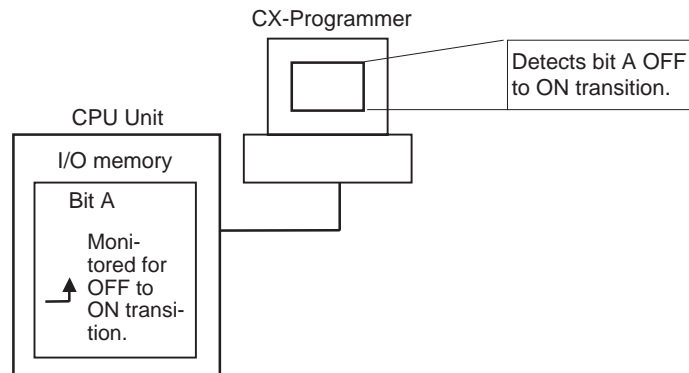 CX-Programmer
Detects bit A OFF
to ON transition.
CPU Unit
I/O memory
Bit A
Moni-
tored for
OFF to
ON transi-
tion.